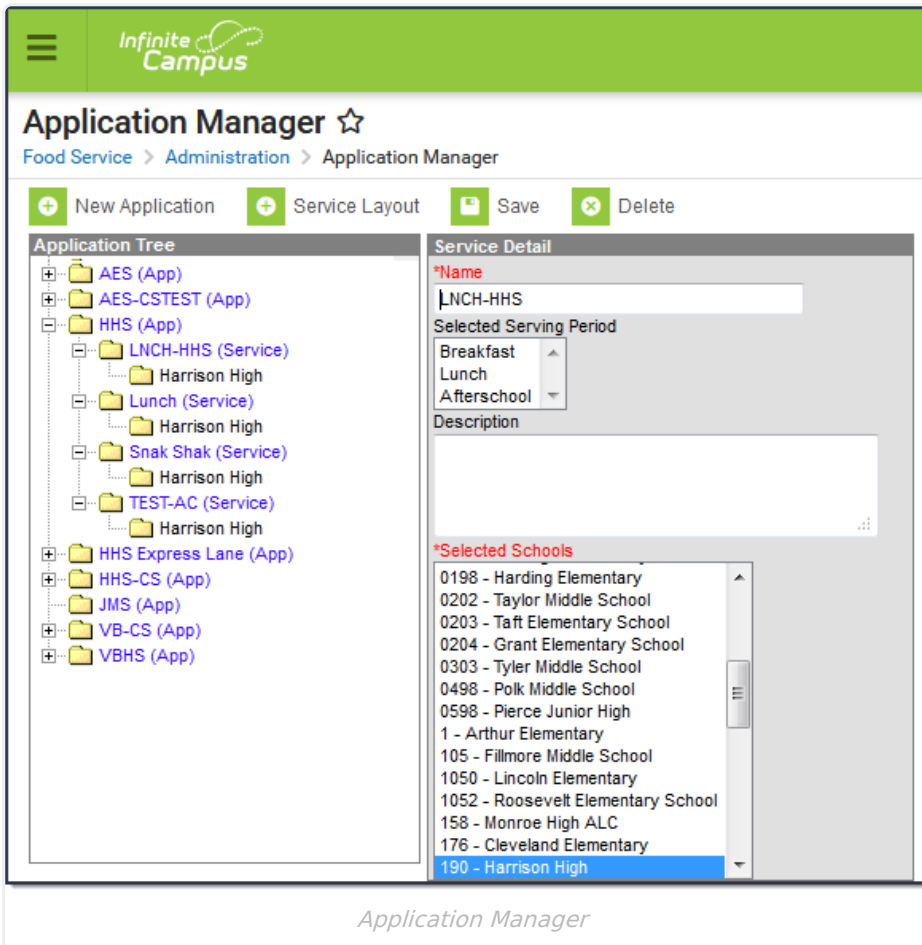 Infinite
Campus
Application Manager
Food Service > Administration > Application Manager
New Application Service Layout Save Delete
Application Tree
AES (App)
AES-CSTEST (App)
HHS (App)
LNCH-HHS (Service)
Harrison High
Lunch (Service)
Harrison High
Snak Shak (Service)
Harrison High
TEST-AC (Service)
Harrison High
HHS Express Lane (App)
HHS-CS (App)
JMS (App)
VB-CS (App)
VBHS (App)
Service Detail
*Name
LNCH-HHS
Selected Serving Period
Breakfast
Lunch
Afterschool
Description
*Selected Schools
0198 - Harding Elementary
0202 - Taylor Middle School
0203 - Taft Elementary School
0204 - Grant Elementary School
0303 - Tyler Middle School
0498 - Polk Middle School
0598 - Pierce Junior High
1 - Arthur Elementary
105 - Fillmore Middle School
1050 - Lincoln Elementary
1052 - Roosevelt Elementary School
158 - Monroe High ALC
176 - Cleveland Elementary
190 - Harrison High
Application Manager